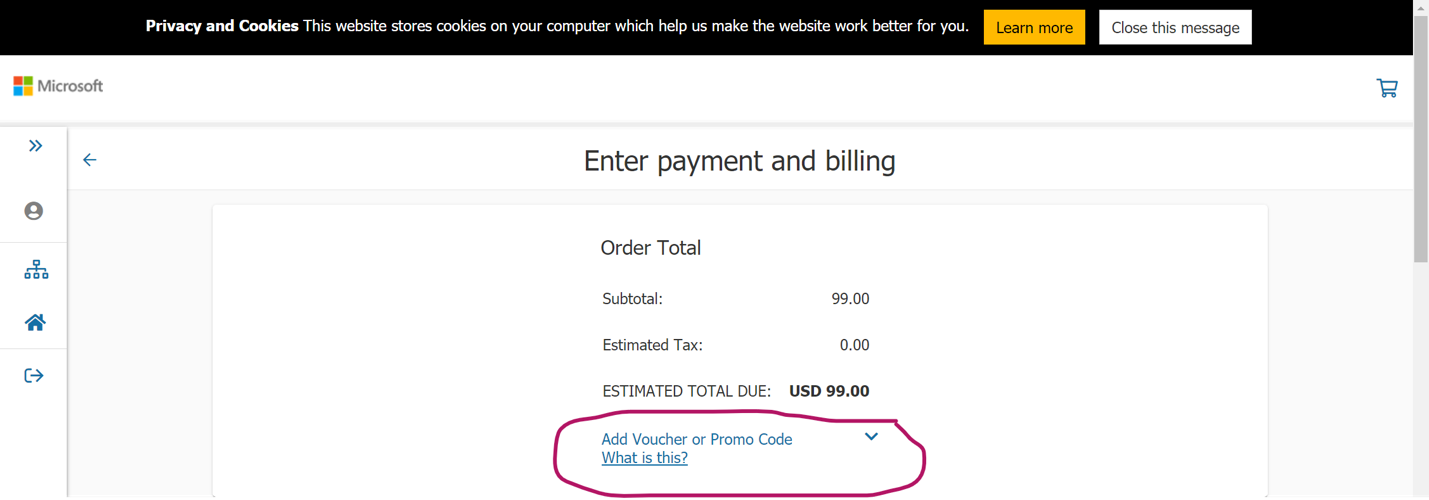 Privacy and Cookies This website stores cookies on your computer which help us make the website work better for you.
Learn more
Close this message
Microsoft
Enter payment and billing
Order Total
Subtotal: 99.00
Estimated Tax: 0.00
ESTIMATED TOTAL DUE: USD 99.00
Add Voucher or Promo Code
What is this?